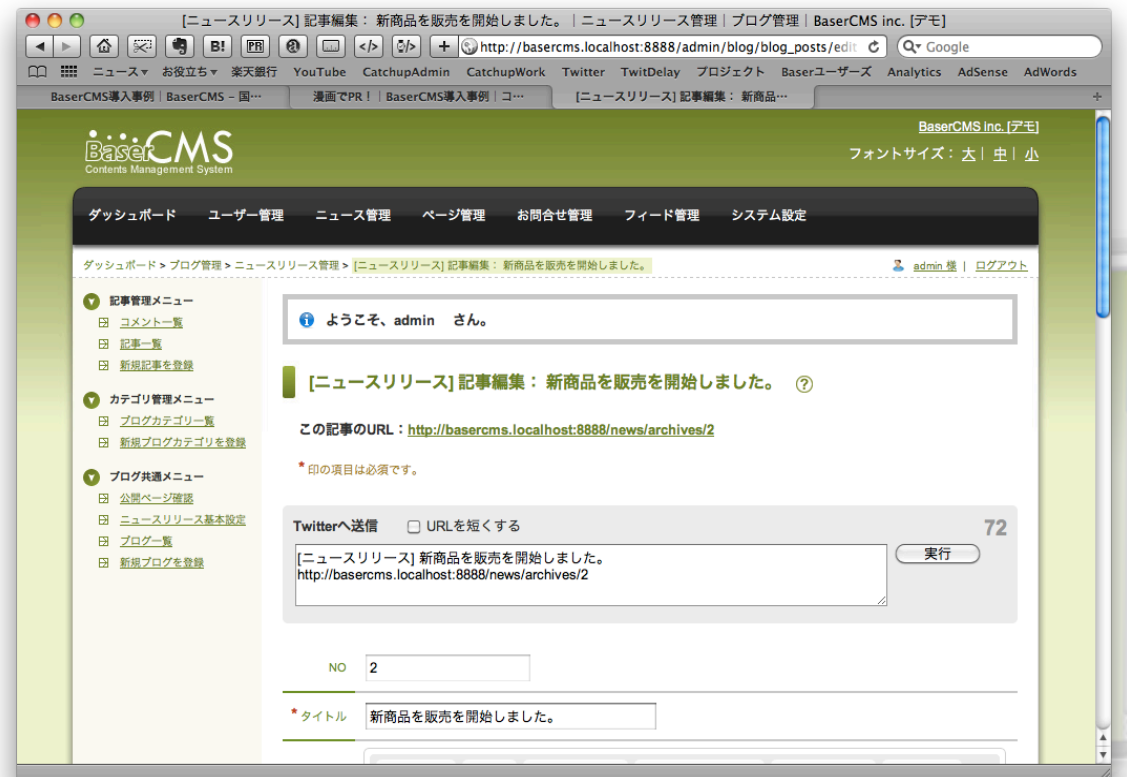 [ニュースリリース] 記事編集： 新商品を販売を開始しました。｜ニュースリリース管理｜ブログ管理｜BaserCMS inc. [デモ]
B! PR </> + http://basercms.localhost:8888/admin/blog/blog_posts/edit Google
ニュース▼ お役立ち▼ 楽天銀行 YouTube CatchupAdmin CatchupWork Twitter TwitDelay プロジェクト Baserユーザーズ Analytics AdSense AdWords
BaserCMS導入事例｜BaserCMS – 国… 漫画でPR！｜BaserCMS導入事例｜コ… [ニュースリリース] 記事編集： 新商品…
BaserCMS inc. [デモ]
BaserCMS
Contents Management System
フォントサイズ： 大｜ 中｜ 小
ダッシュボード ユーザー管理 ニュース管理 ページ管理 お問合せ管理 フィード管理 システム設定
ダッシュボード > ブログ管理 > ニュースリリース管理 > [ニュースリリース] 記事編集： 新商品を販売を開始しました。 admin 様 | ログアウト
記事管理メニュー
コメント一覧
記事一覧
新規記事を登録
カテゴリ管理メニュー
ブログカテゴリ一覧
新規ブログカテゴリを登録
ブログ共通メニュー
公開ページ確認
ニュースリリース基本設定
ブログ一覧
新規ブログを登録
ようこそ、admin さん。
[ニュースリリース] 記事編集： 新商品を販売を開始しました。 ?
この記事のURL：http://basercms.localhost:8888/news/archives/2
* 印の項目は必須です。
Twitterへ送信 URLを短くする 72
[ニュースリリース] 新商品を販売を開始しました。
http://basercms.localhost:8888/news/archives/2
実行
NO 2
* タイトル 新商品を販売を開始しました。